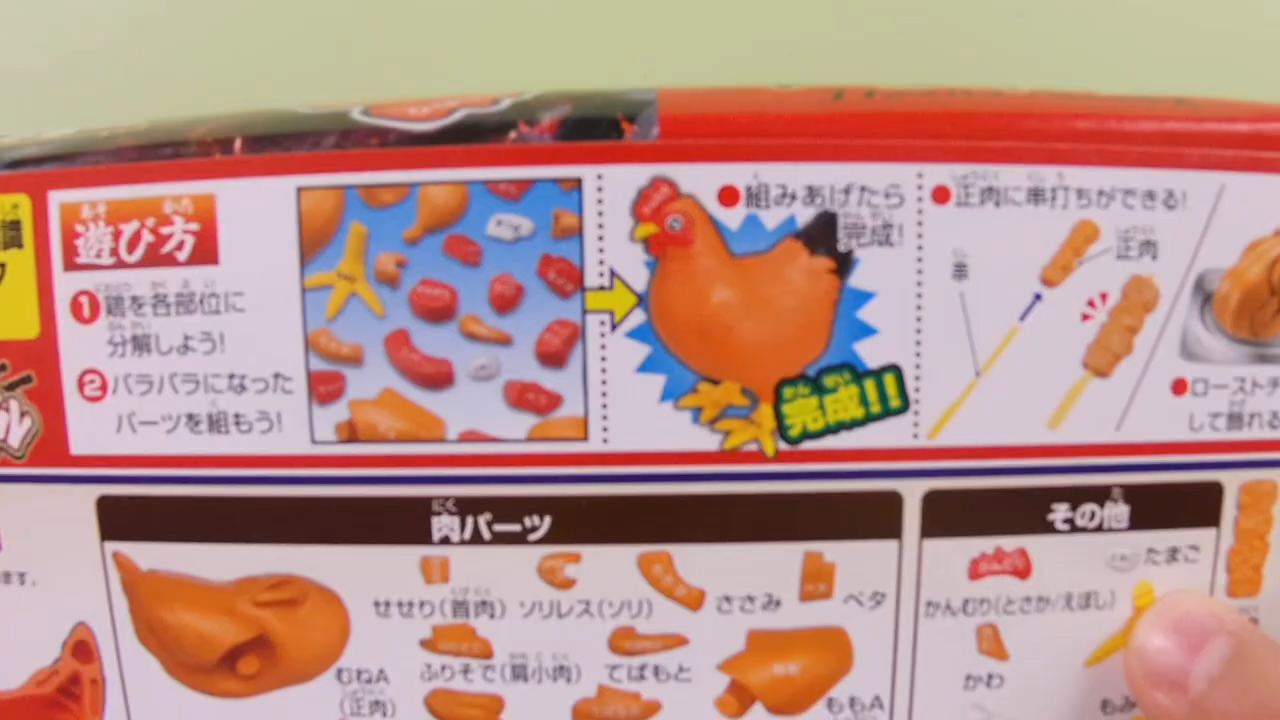 遊び方
①鶏を各部位に
分解しよう!
②バラバラになった
パーツを組もう!
●組みあげたら
完成!
完成!!
●正肉に串打ちができる!
串
正肉
●ロースト
して飾れる
肉パーツ
むねA
(正肉)
せせり(首肉)
ソリレス(ソリ)
ささみ
ペタ
ふりそで(肩小肉)
てばもと
ももA
その他
たまご
かんむり(とさか/えぼし)
かわ